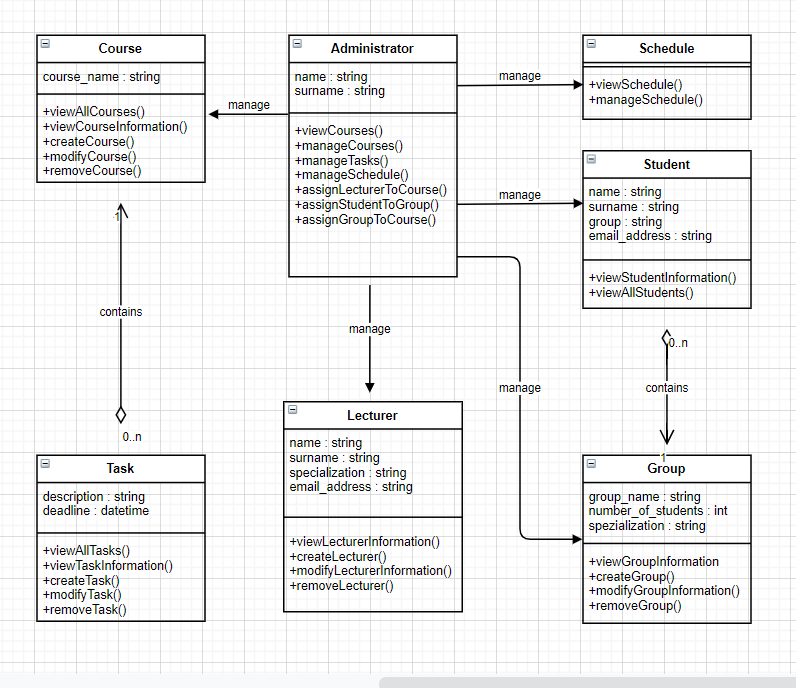 Course
course_name : string
+viewAllCourses()
+viewCourseInformation()
+createCourse()
+modifyCourse()
+removeCourse()
manage
Administrator
name : string
surname : string
+viewCourses()
+manageCourses()
+manageTasks()
+manageSchedule()
+assignLecturerToCourse()
+assignStudentToGroup()
+assignGroupToCourse()
manage
Schedule
+viewSchedule()
+manageSchedule()
manage
Student
name : string
surname : string
group : string
email_address : string
+viewStudentInformation()
+viewAllStudents()
1
contains
0..n
manage
manage
0..n
contains
1
Task
description : string
deadline : datetime
+viewAllTasks()
+viewTaskInformation()
+createTask()
+modifyTask()
+removeTask()
Lecturer
name : string
surname : string
specialization : string
email_address : string
+viewLecturerInformation()
+createLecturer()
+modifyLecturerInformation()
+removeLecturer()
Group
group_name : string
number_of_students : int
spezialization : string
+viewGroupInformation
+createGroup()
+modifyGroupInformation()
+removeGroup()